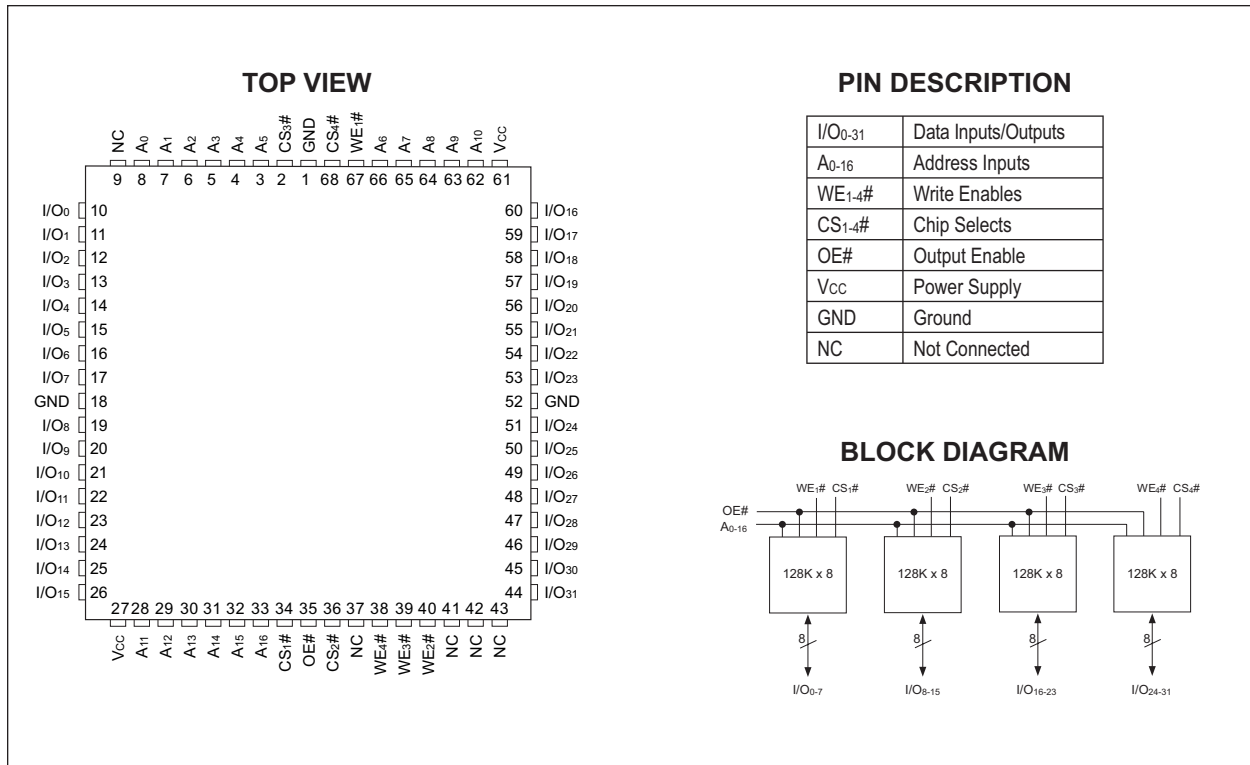 TOP VIEW
NC A0 A1 A2 A3 A4 A5 CS3# GND CS4# WE1# A6 A7 A8 A9 A10 VCC
9 8 7 6 5 4 3 2 1 68 67 66 65 64 63 62 61
I/O0 10 60 I/O16
I/O1 11 59 I/O17
I/O2 12 58 I/O18
I/O3 13 57 I/O19
I/O4 14 56 I/O20
I/O5 15 55 I/O21
I/O6 16 54 I/O22
I/O7 17 53 I/O23
GND 18 52 GND
I/O8 19 51 I/O24
I/O9 20 50 I/O25
I/O10 21 49 I/O26
I/O11 22 48 I/O27
I/O12 23 47 I/O28
I/O13 24 46 I/O29
I/O14 25 45 I/O30
I/O15 26 44 I/O31
27 28 29 30 31 32 33 34 35 36 37 38 39 40 41 42 43
VCC A11 A12 A13 A14 A15 A16 CS1# OE# CS2# NC WE4# WE3# WE2# NC NC NC
PIN DESCRIPTION
I/O0-31 Data Inputs/Outputs
A0-16 Address Inputs
WE1-4# Write Enables
CS1-4# Chip Selects
OE# Output Enable
VCC Power Supply
GND Ground
NC Not Connected
BLOCK DIAGRAM
WE1# CS1# WE2# CS2# WE3# CS3# WE4# CS4#
OE#
A0-16
128K x 8 128K x 8 128K x 8 128K x 8
8 8 8 8
I/O0-7 I/O8-15 I/O16-23 I/O24-31